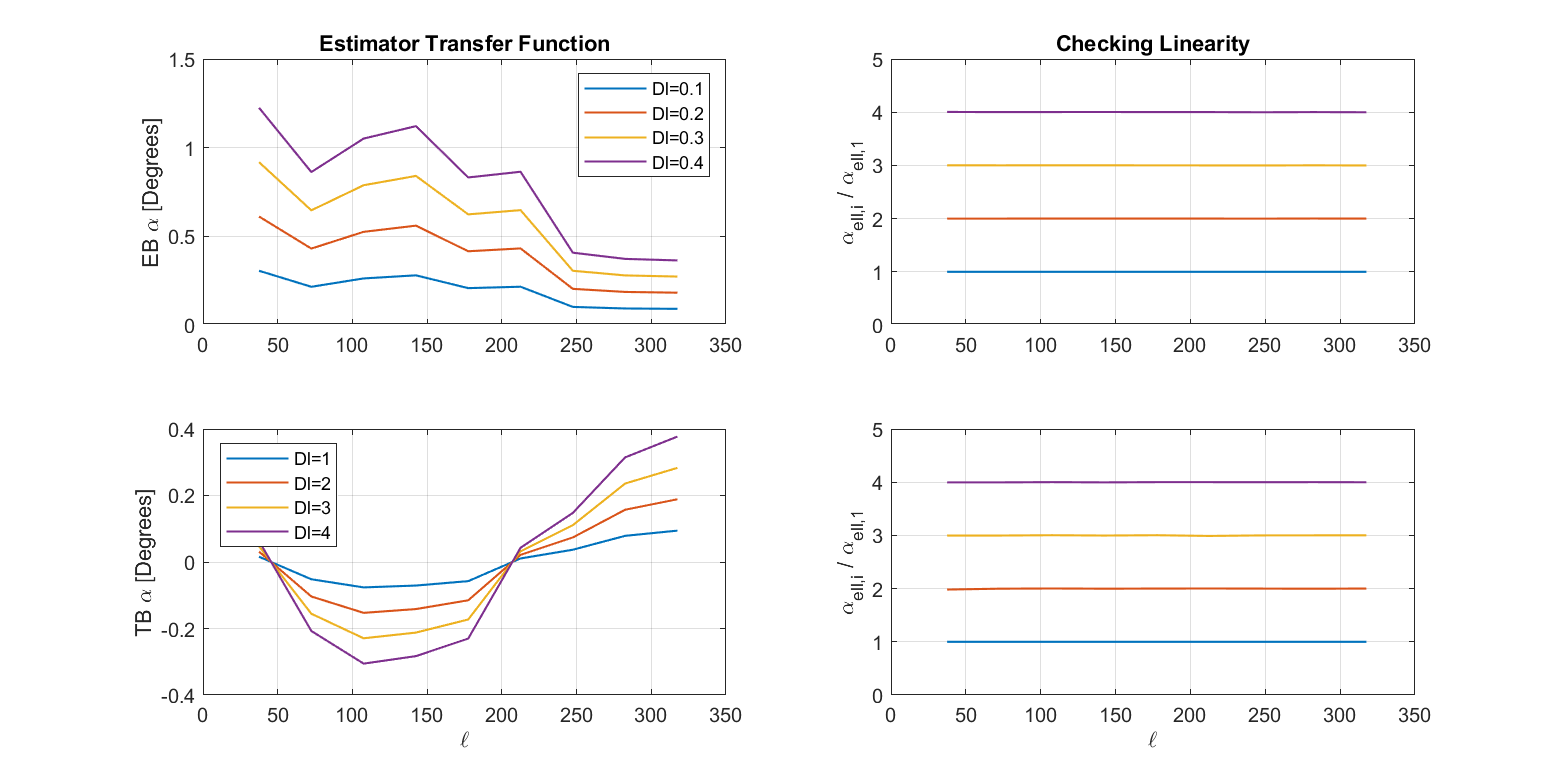 Estimator Transfer Function
1.5
1
0.5
0
EB α [Degrees]
Dl=0.1
Dl=0.2
Dl=0.3
Dl=0.4
0 50 100 150 200 250 300 350
Checking Linearity
5
4
3
2
1
0
α_ell,i / α_ell,1
0 50 100 150 200 250 300 350
0.4
0.2
0
-0.2
-0.4
TB α [Degrees]
Dl=1
Dl=2
Dl=3
Dl=4
0 50 100 150 200 250 300 350
ℓ
5
4
3
2
1
0
α_ell,i / α_ell,1
0 50 100 150 200 250 300 350
ℓ